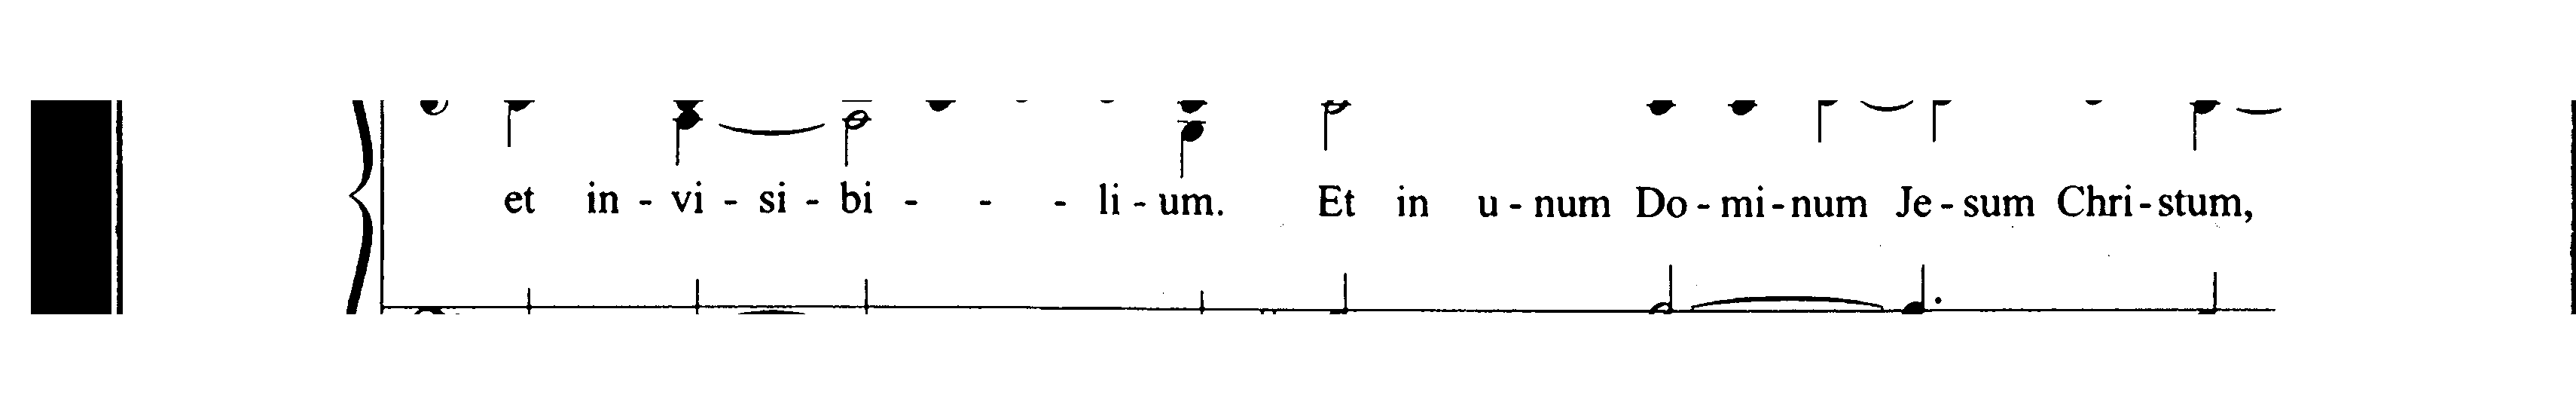 et in - vi - si - bi - - - li - um. Et in u - num Do - mi - num Je - sum Chri - stum,